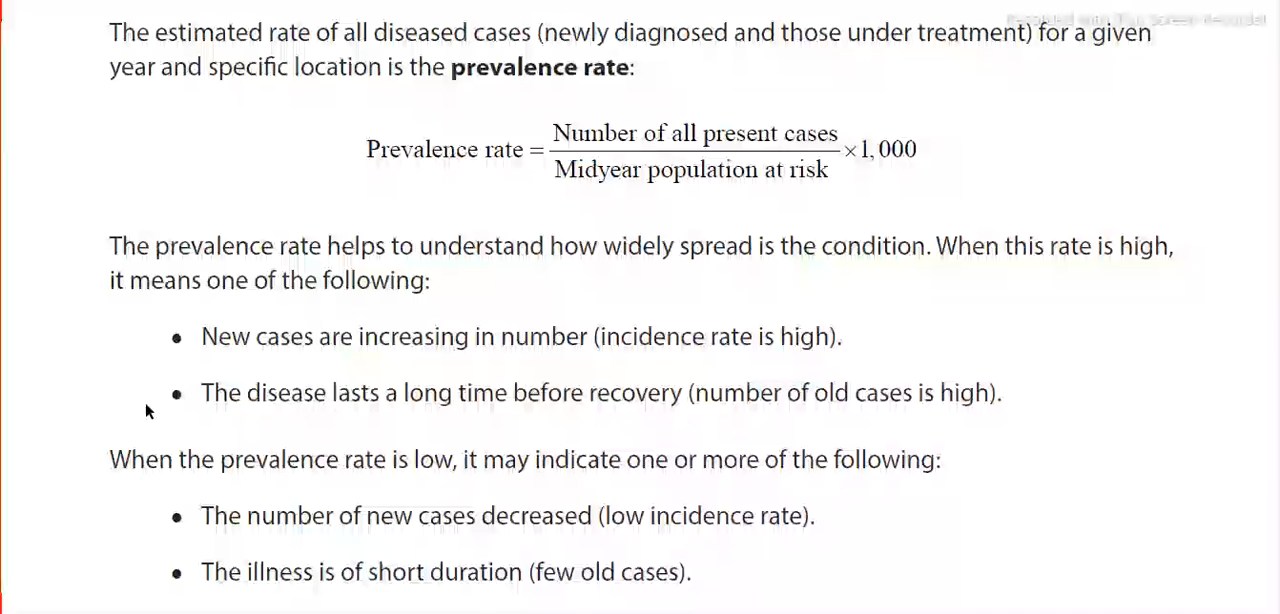 The estimated rate of all diseased cases (newly diagnosed and those under treatment) for a given
year and specific location is the prevalence rate:
Prevalence rate = Number of all present cases / Midyear population at risk × 1,000
The prevalence rate helps to understand how widely spread is the condition. When this rate is high,
it means one of the following:
• New cases are increasing in number (incidence rate is high).
• The disease lasts a long time before recovery (number of old cases is high).
When the prevalence rate is low, it may indicate one or more of the following:
• The number of new cases decreased (low incidence rate).
• The illness is of short duration (few old cases).